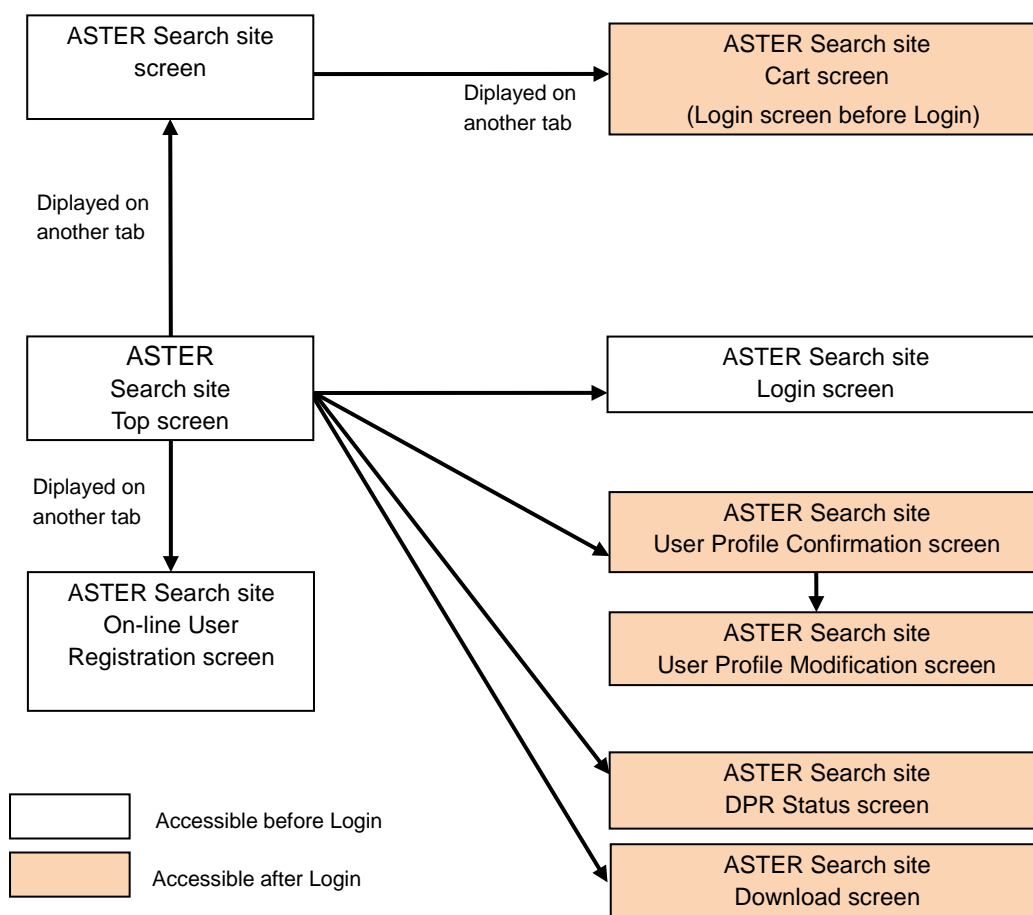 ASTER Search site
screen
Diplayed on
another tab
ASTER Search site
Cart screen
(Login screen before Login)
Diplayed on
another tab
ASTER
Search site
Top screen
ASTER Search site
Login screen
Diplayed on
another tab
ASTER Search site
User Profile Confirmation screen
ASTER Search site
On-line User
Registration screen
ASTER Search site
User Profile Modification screen
ASTER Search site
DPR Status screen
Accessible before Login
Accessible after Login
ASTER Search site
Download screen